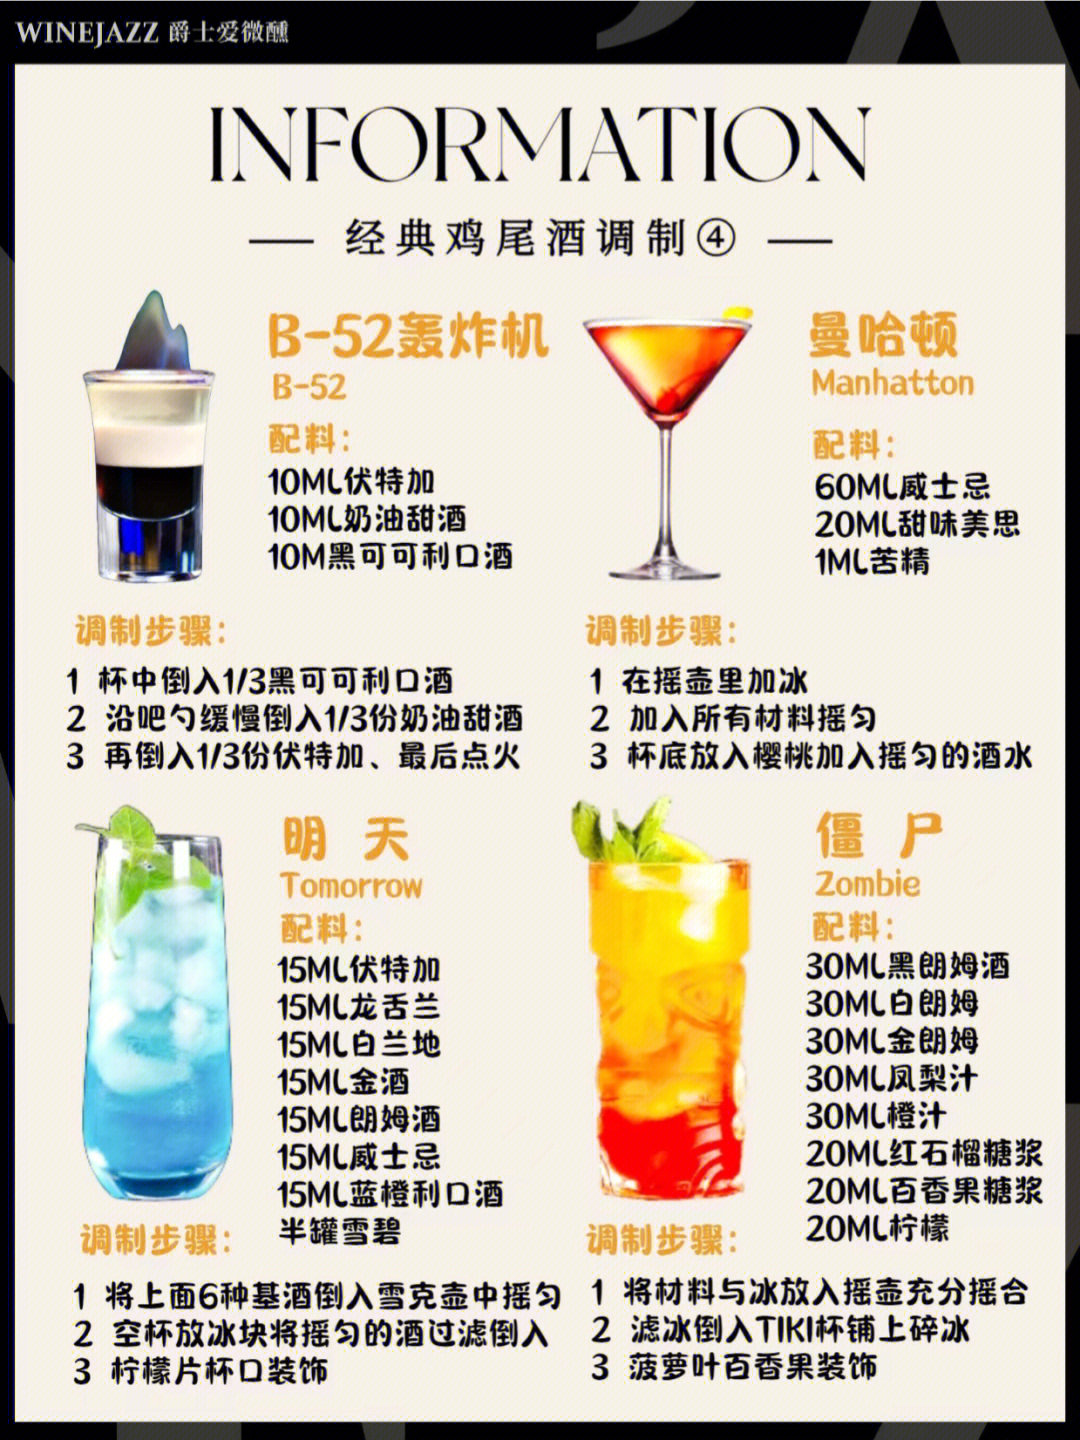 WINEJAZZ 爵士爱微醺
INFORMATION
经典鸡尾酒调制④
B-52轰炸机
B-52
配料:
10ML伏特加
10ML奶油甜酒
10M黑可可利口酒
调制步骤:
1 杯中倒入1/3黑可可利口酒
2 沿吧勺缓慢倒入1/3份奶油甜酒
3 再倒入1/3份伏特加、最后点火
曼哈顿
Manhatton
配料:
60ML威士忌
20ML甜味美思
1ML苦精
调制步骤:
1 在摇壶里加冰
2 加入所有材料摇匀
3 杯底放入樱桃加入摇匀的酒水
明 天
Tomorrow
配料:
15ML伏特加
15ML龙舌兰
15ML白兰地
15ML金酒
15ML朗姆酒
15ML威士忌
15ML蓝橙利口酒
半罐雪碧
调制步骤:
1 将上面6种基酒倒入雪克壶中摇匀
2 空杯放冰块将摇匀的酒过滤倒入
3 柠檬片杯口装饰
僵 尸
Zombie
配料:
30ML黑朗姆酒
30ML白朗姆
30ML金朗姆
30ML凤梨汁
30ML橙汁
20ML红石榴糖浆
20ML百香果糖浆
20ML柠檬
调制步骤:
1 将材料与冰放入摇壶充分摇合
2 滤冰倒入TIKI杯铺上碎冰
3 菠萝叶百香果装饰